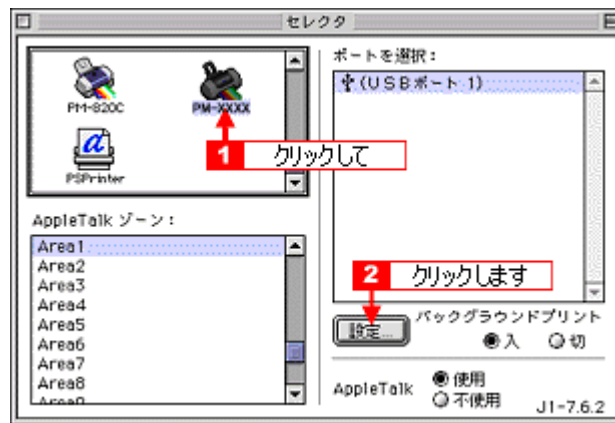 セレクタ
PM-820C
PM-XXXX
PSPrinter
1 クリックして
AppleTalk ゾーン：
Area1
Area2
Area3
Area4
Area5
Area6
Area7
Area8
Area9
ポートを選択：
(USBポート 1)
2 クリックします
設定...
バックグラウンドプリント
入 切
AppleTalk
使用
不使用
J1-7.6.2